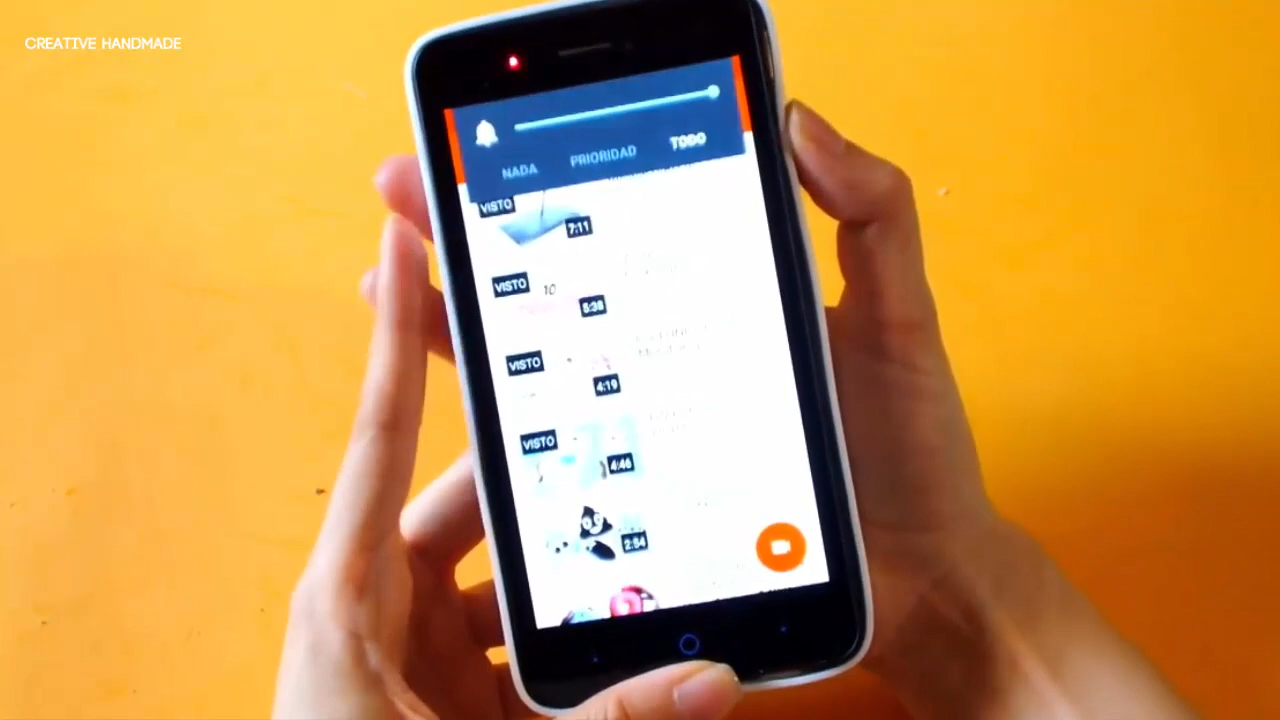 CREATIVE HANDMADE
NADA PRIORIDAD TODO
VISTO
7:11
VISTO
10
5:38
VISTO
4:19
VISTO
4:46
2:54